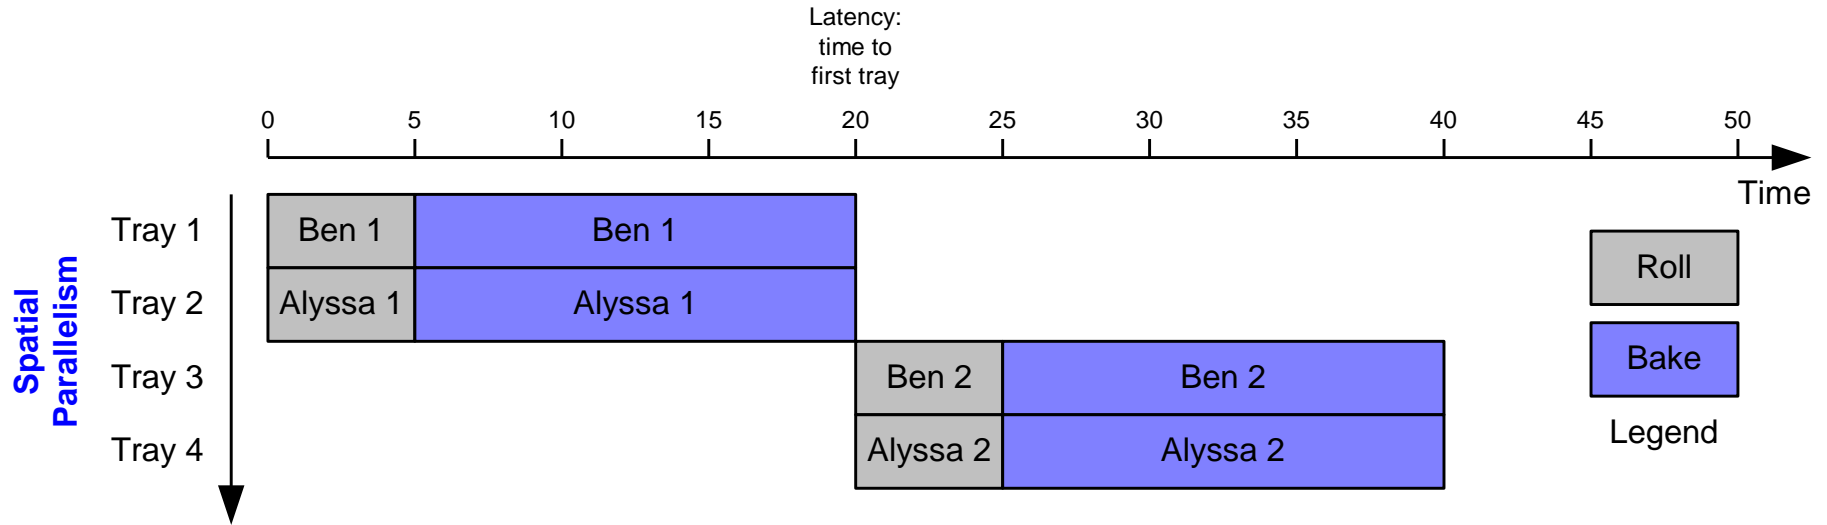 Latency:
time to
first tray
0 5 10 15 20 25 30 35 40 45 50
Time
Spatial
Parallelism
Tray 1 Ben 1 Ben 1
Tray 2 Alyssa 1 Alyssa 1
Tray 3 Ben 2 Ben 2
Tray 4 Alyssa 2 Alyssa 2
Roll
Bake
Legend